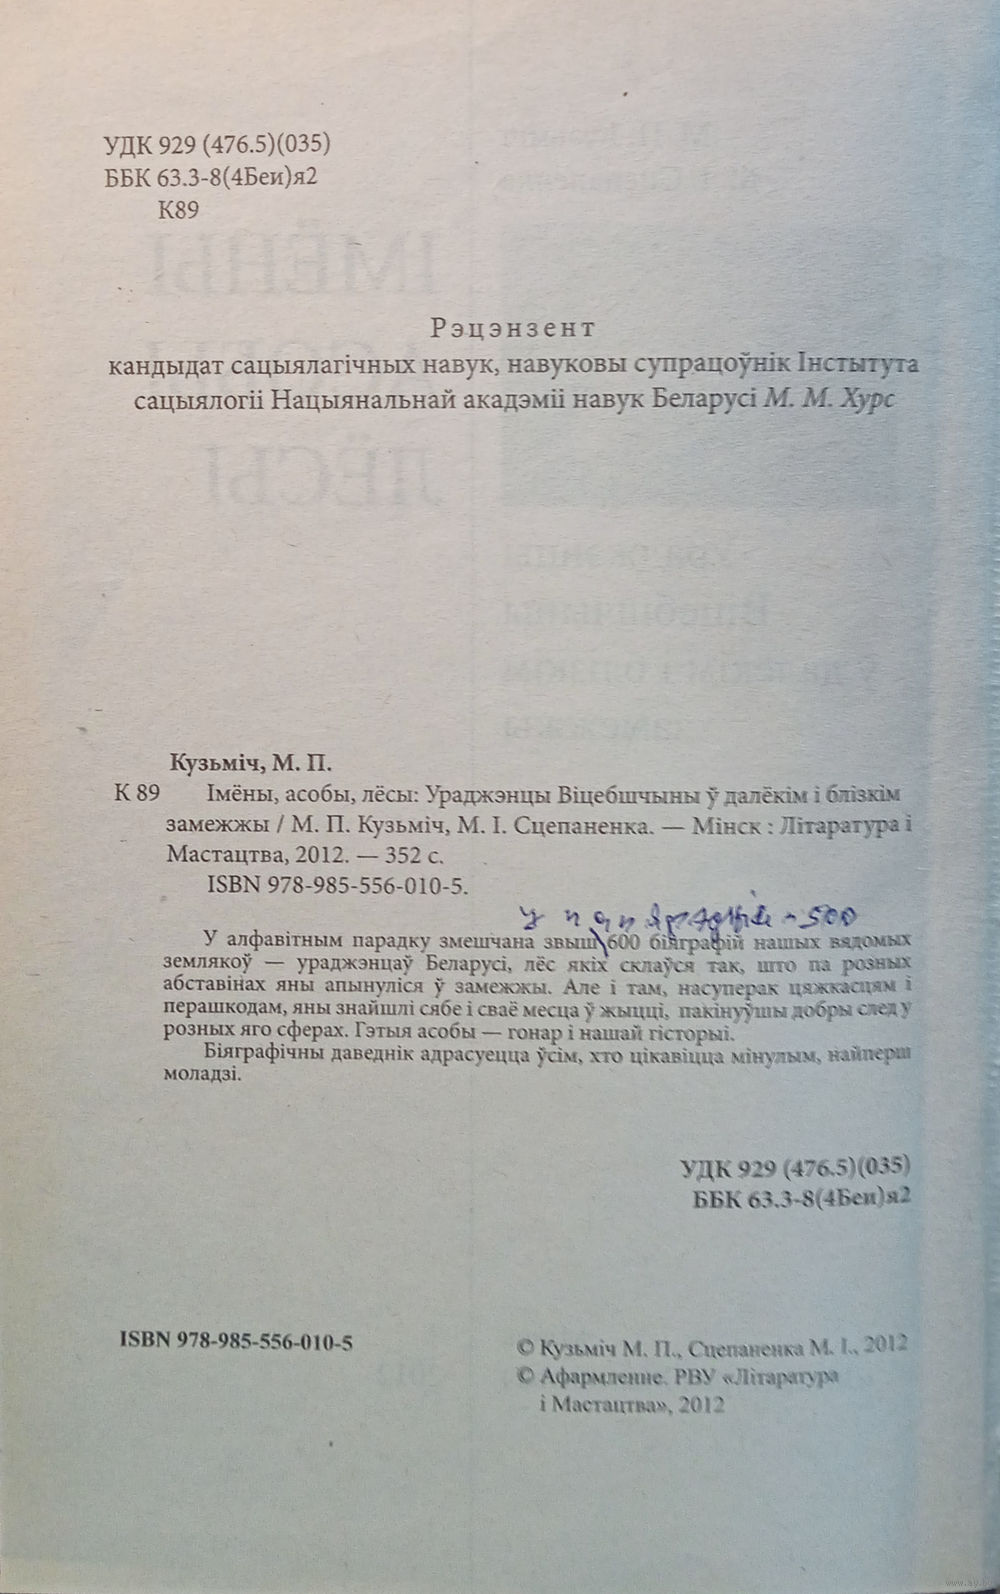 УДК 929 (476.5)(035)
ББК 63.3-8(4Беи)я2
К89
Рэцэнзент
кандыдат сацыялагічных навук, навуковы супрацоўнік Інстытута
сацыялогіі Нацыянальнай акадэміі навук Беларусі М. М. Хурс
Кузьміч, М. П.
К 89 Імёны, асобы, лёсы: Ураджэнцы Віцебшчыны ў далёкім і блізкім
замежжы / М. П. Кузьміч, М. І. Сцепаненка. — Мінск : Літаратура і
Мастацтва, 2012. — 352 с.
ISBN 978-985-556-010-5.
500
У алфавітным парадку змешчана звыш 600 біяграфій нашых вядомых
землякоў — ураджэнцаў Беларусі, лёс якіх склаўся так, што па розных
абставінах яны апынуліся ў замежжы. Але і там, насуперак цяжкасцям і
перашкодам, яны знайшлі сябе і сваё месца ў жыцці, пакінуўшы добры след у
розных яго сферах. Гэтыя асобы — гонар і нашай гісторыі.
Біяграфічны даведнік адрасуецца ўсім, хто цікавіцца мінулым, найперш
моладзі.
УДК 929 (476.5)(035)
ББК 63.3-8(4Беи)я2
ISBN 978-985-556-010-5
© Кузьміч М. П., Сцепаненка М. І., 2012
© Афармленне. РВУ «Літаратура
і Мастацтва», 2012